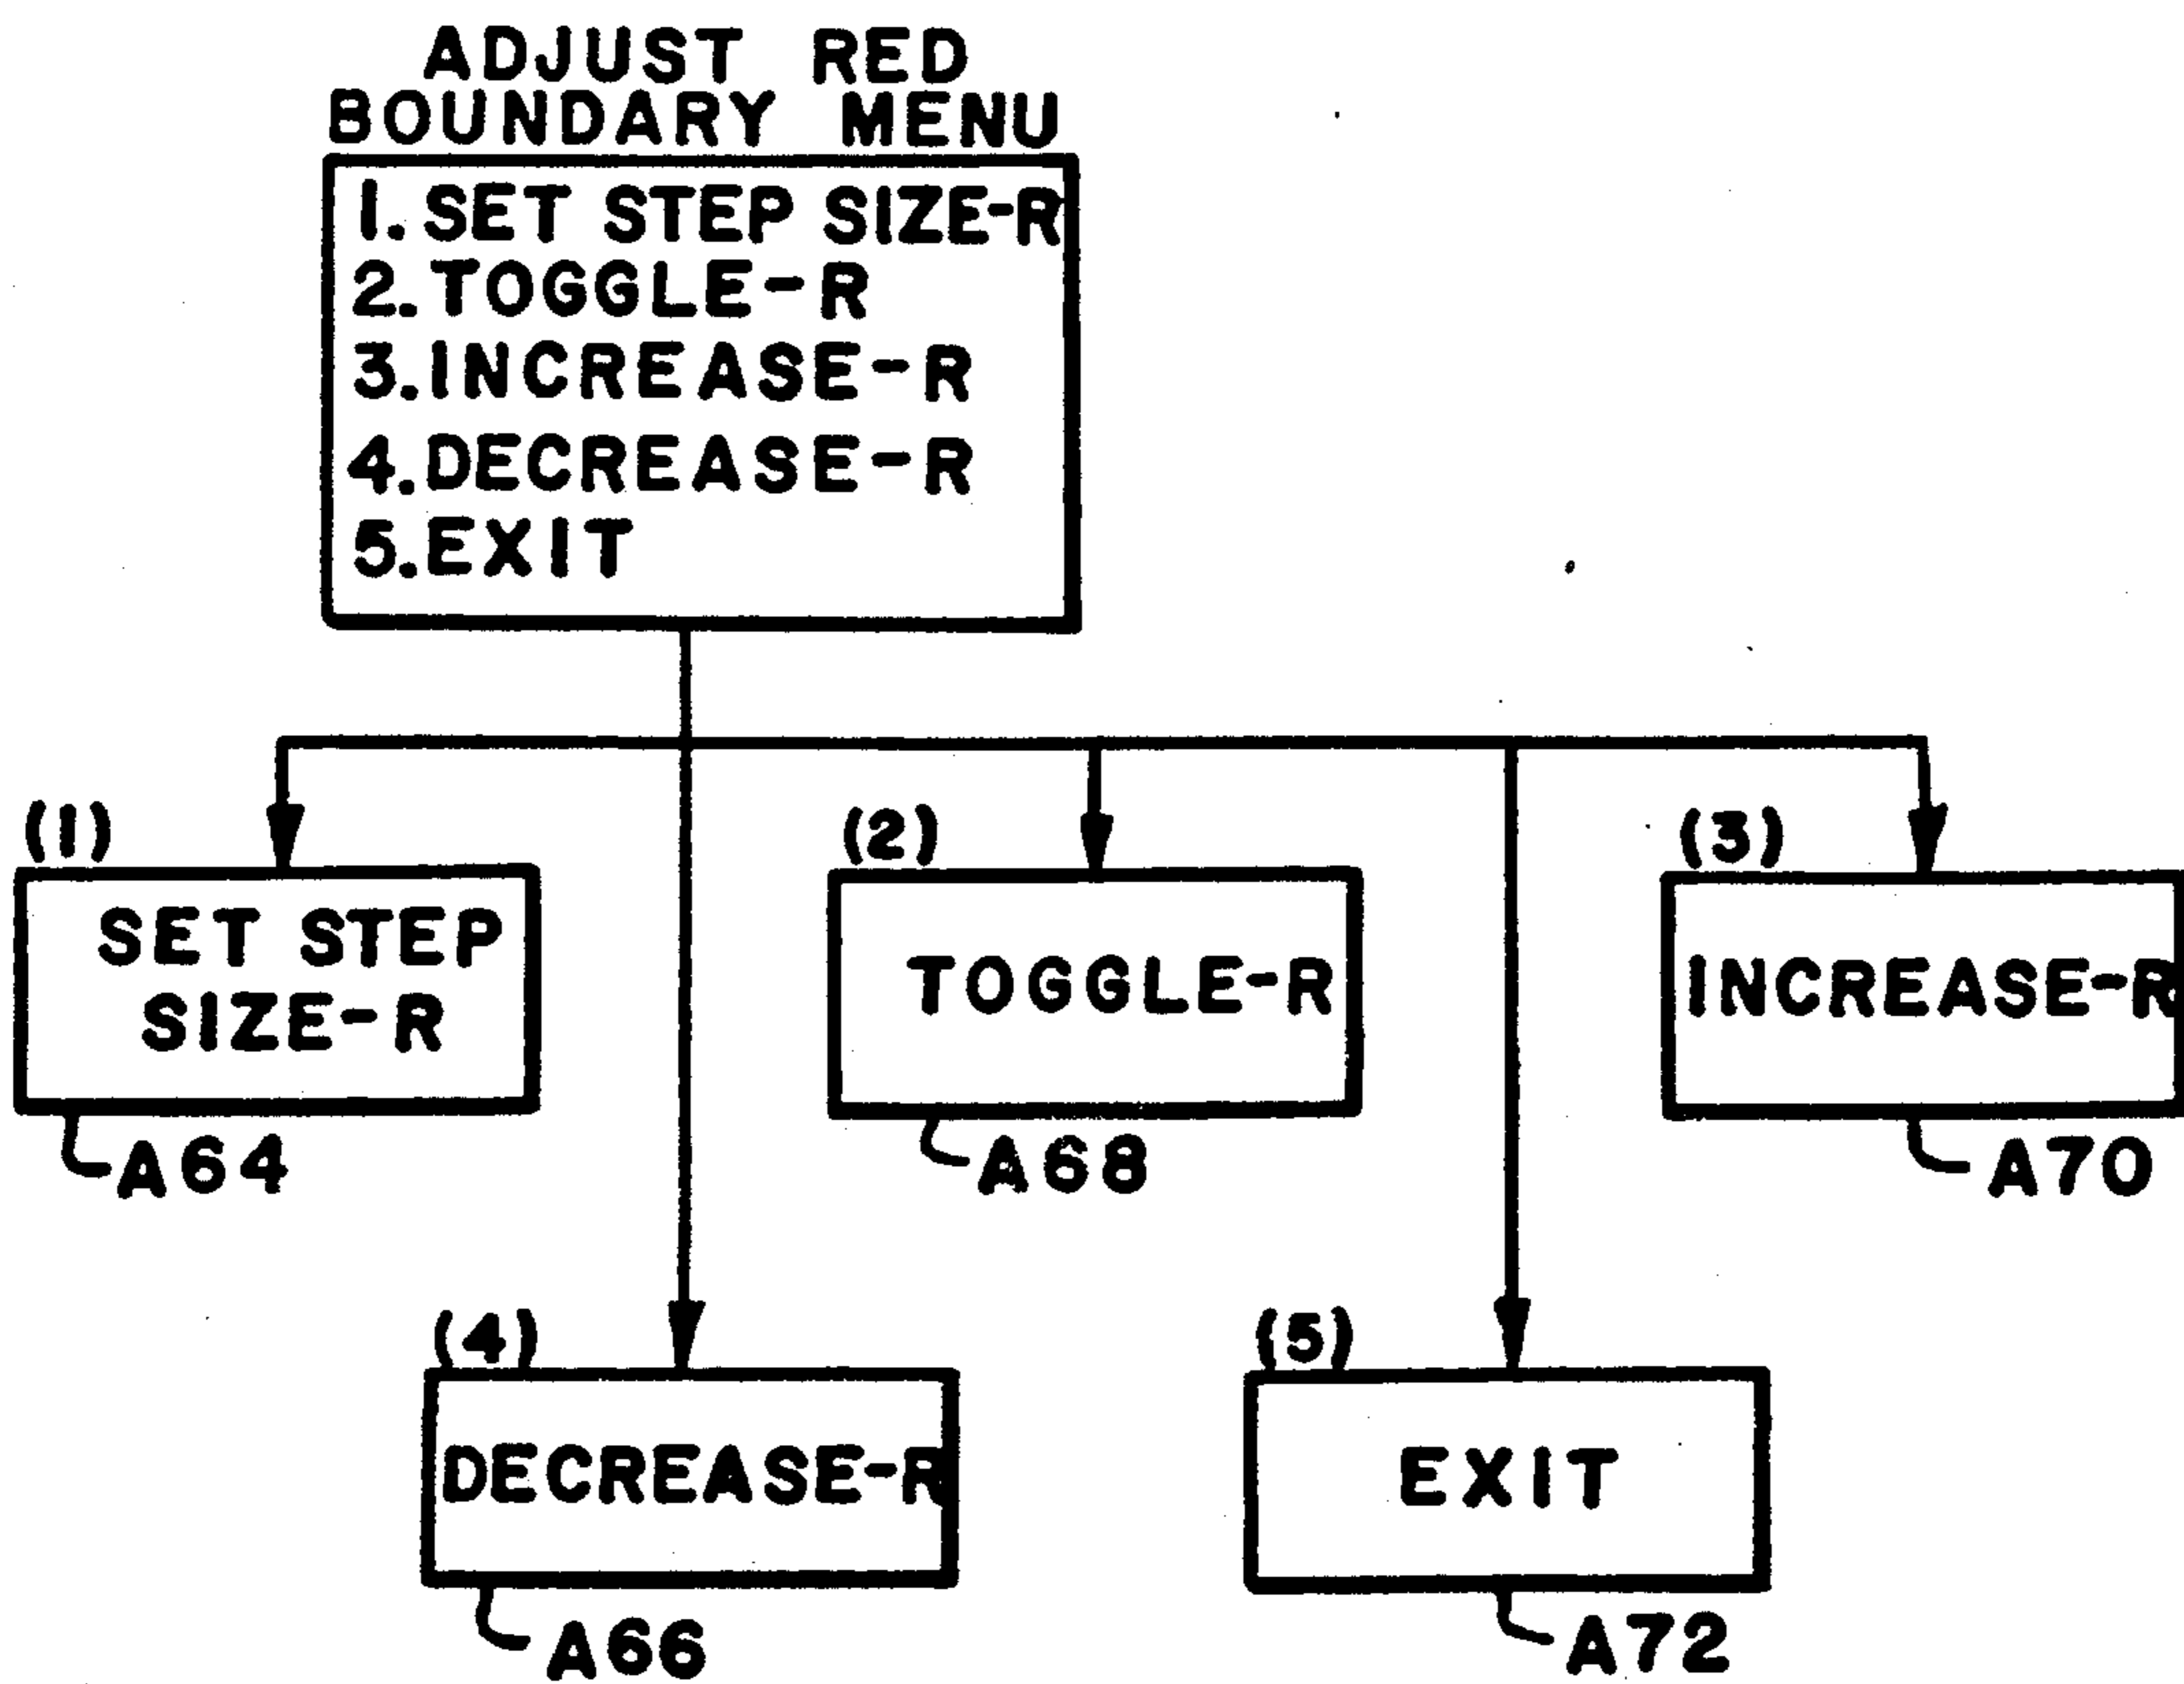 ADJUST RED
BOUNDARY MENU
1. SET STEP SIZE-R
2. TOGGLE-R
3. INCREASE-R
4. DECREASE-R
5. EXIT
(1)
SET STEP
SIZE-R
A64
(2)
TOGGLE-R
A68
(3)
INCREASE-R
A70
(4)
DECREASE-R
A66
(5)
EXIT
A72